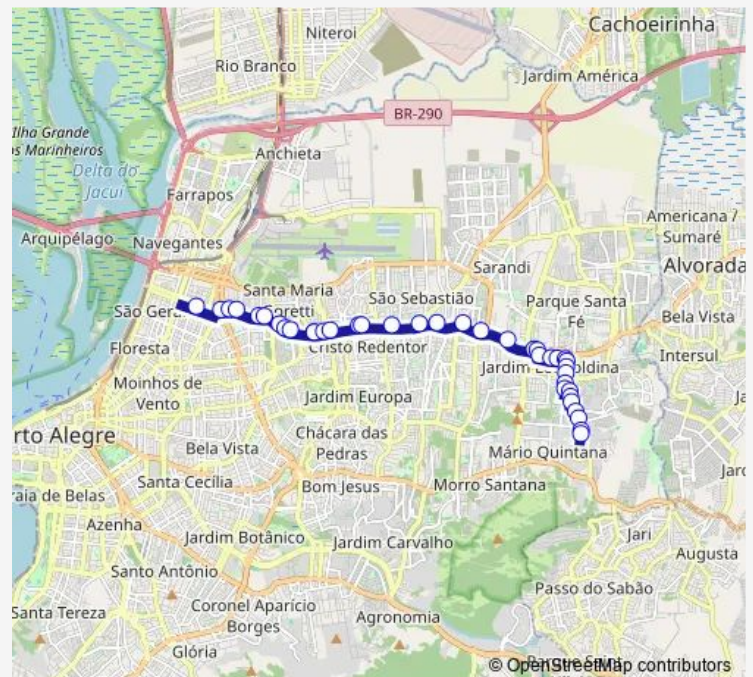 Cachoeirinha
Niteroi
Rio Branco
Jardim América
BR-290
Ilha Grande
os Marinheiros
Anchieta
Delta do
Jacuí
Farrapos
Americana /
Sumaré
Arquipélago
Navegantes
Sarandi
Alvorada
Santa Maria
São Sebastião
Parque Santa
Fé
São Gera
Bela Vista
Floresta
Cristo Redentor
Intersul
Jardim
Moinhos de
Vento
Jardim Europa
rto Alegre
Chácara das
Pedras
Bela Vista
Mário Quintana
Santa Cecília
Bom Jesus
Morro Santana
raia de Belas
Azenha
Jardim Botânico
Jardim Carvalho
Jari
Augusta
Santo Antônio
Passo do Sabão
Santa Tereza
Coronel Aparicio
Borges
Agronomia
Glória
© OpenStreetMap contributors